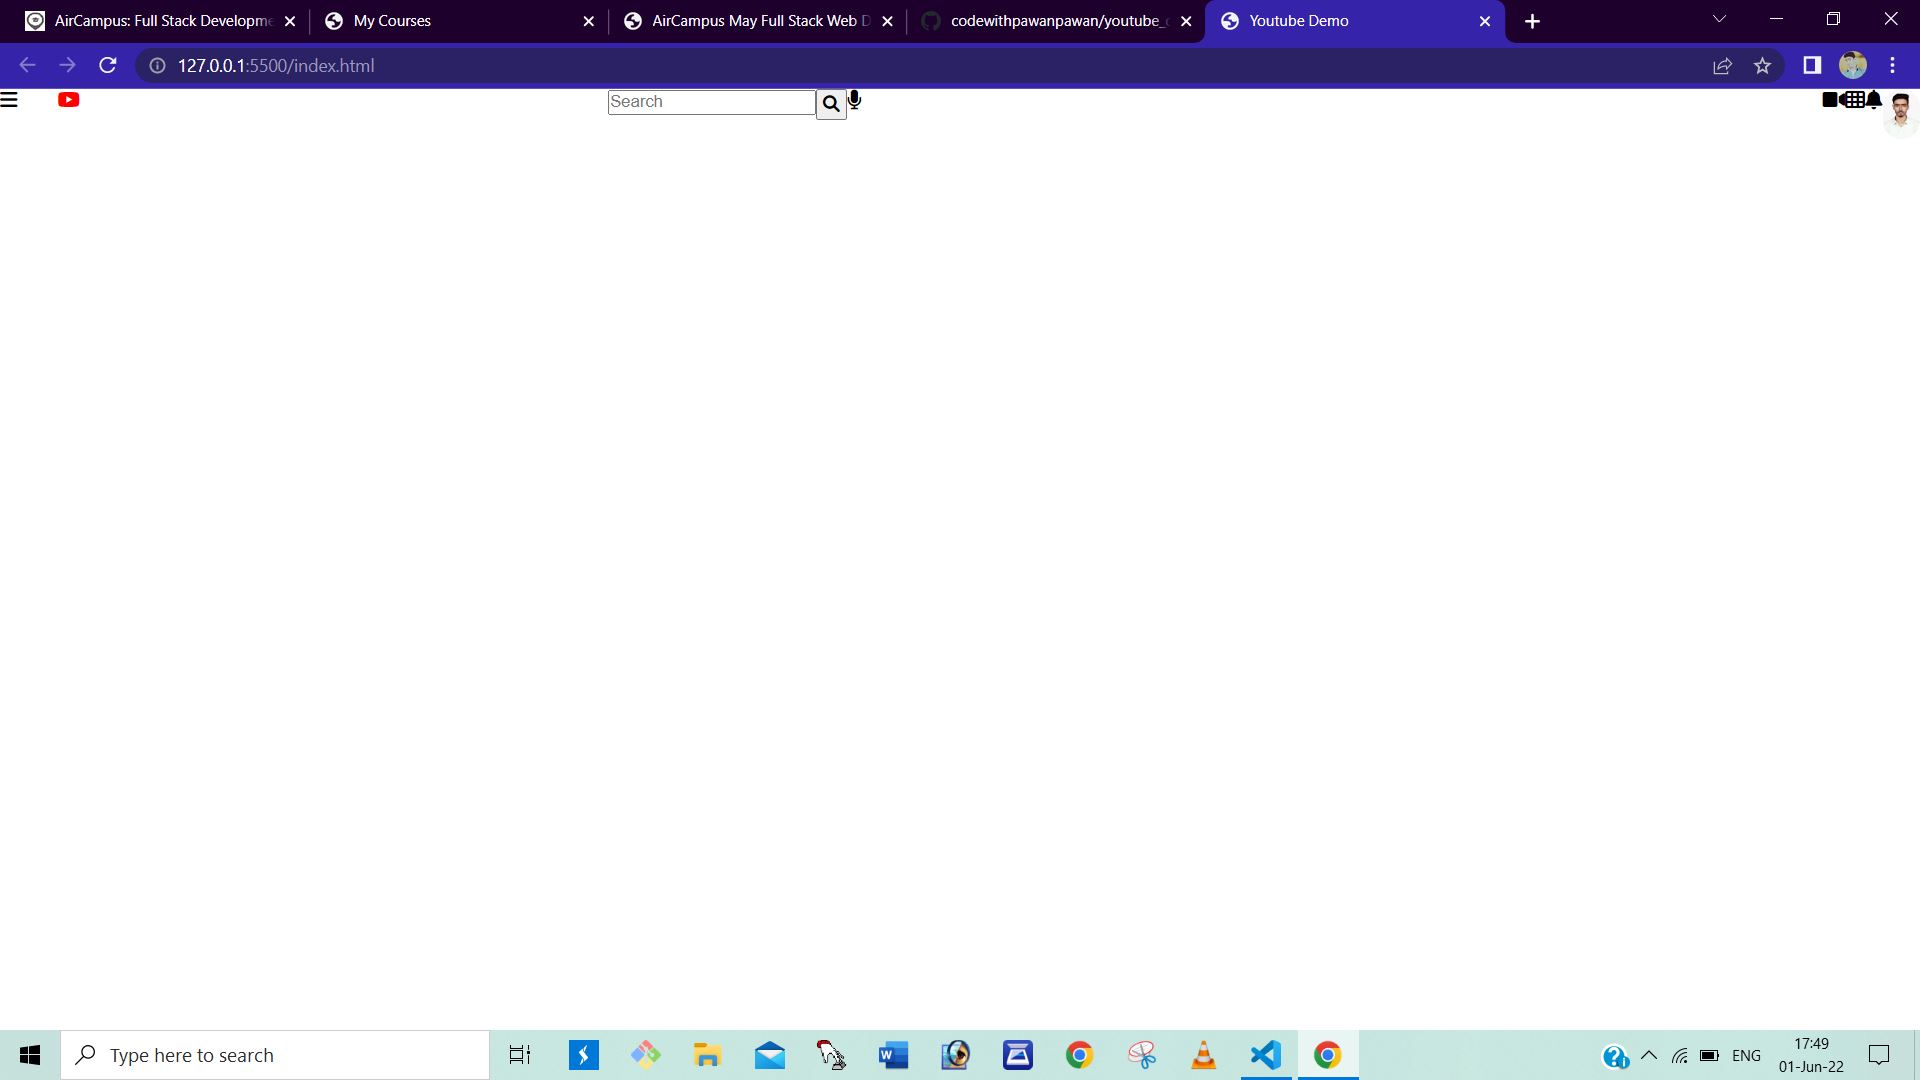 AirCampus: Full Stack Developme
My Courses
AirCampus May Full Stack Web D
codewithpawanpawan/youtube_c
Youtube Demo
127.0.0.1:5500/index.html
Search
Type here to search
ENG
17:49
01-Jun-22